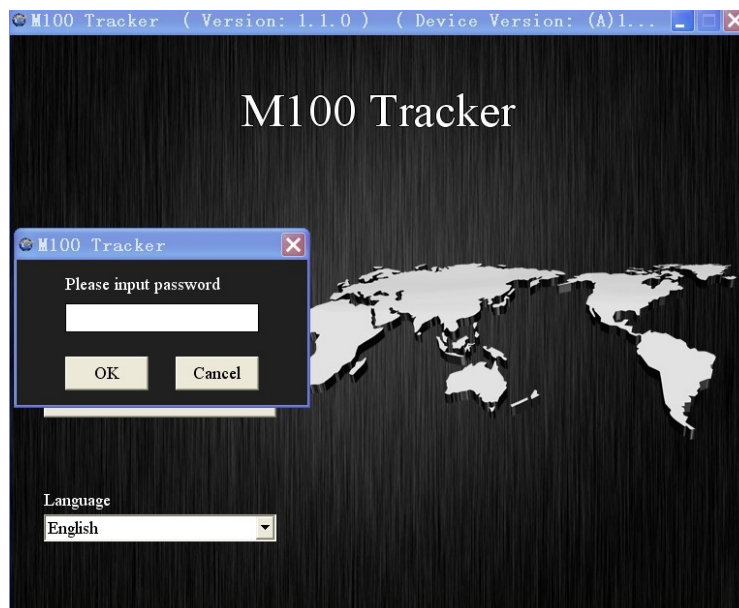 M100 Tracker ( Version: 1.1.0 ) ( Device Version: (A)1...
M100 Tracker
M100 Tracker
Please input password
OK Cancel
Language
English